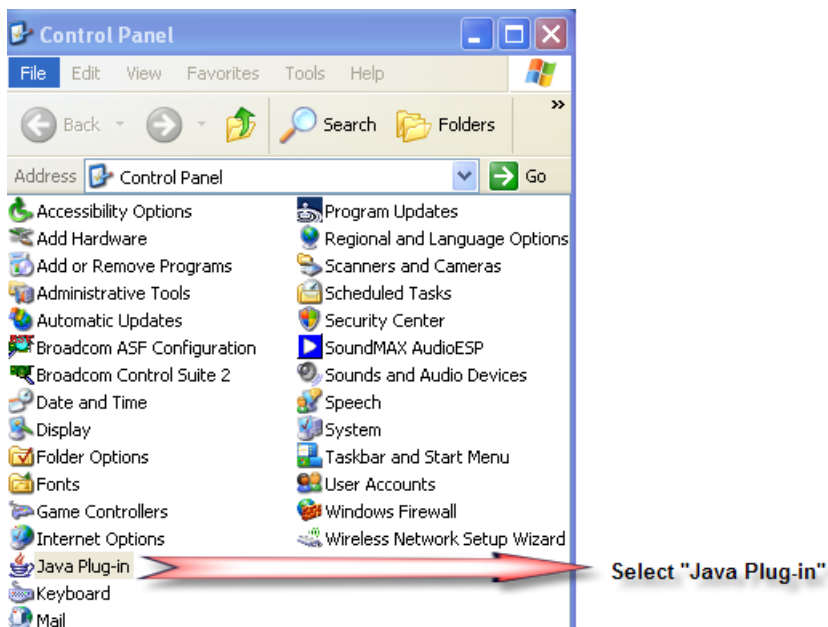 Control Panel
File Edit View Favorites Tools Help
Back Search Folders »
Address Control Panel Go
Accessibility Options
Add Hardware
Add or Remove Programs
Administrative Tools
Automatic Updates
Broadcom ASF Configuration
Broadcom Control Suite 2
Date and Time
Display
Folder Options
Fonts
Game Controllers
Internet Options
Java Plug-in
Keyboard
Mail
Program Updates
Regional and Language Options
Scanners and Cameras
Scheduled Tasks
Security Center
SoundMAX AudioESP
Sounds and Audio Devices
Speech
System
Taskbar and Start Menu
User Accounts
Windows Firewall
Wireless Network Setup Wizard
Select "Java Plug-in"